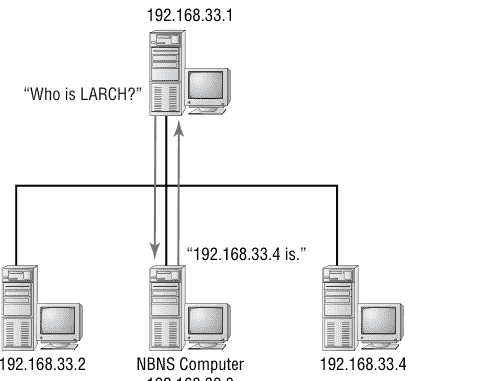 192.168.33.1
“Who is LARCH?”
“192.168.33.4 is.”
192.168.33.2
NBNS Computer
192.168.33.4